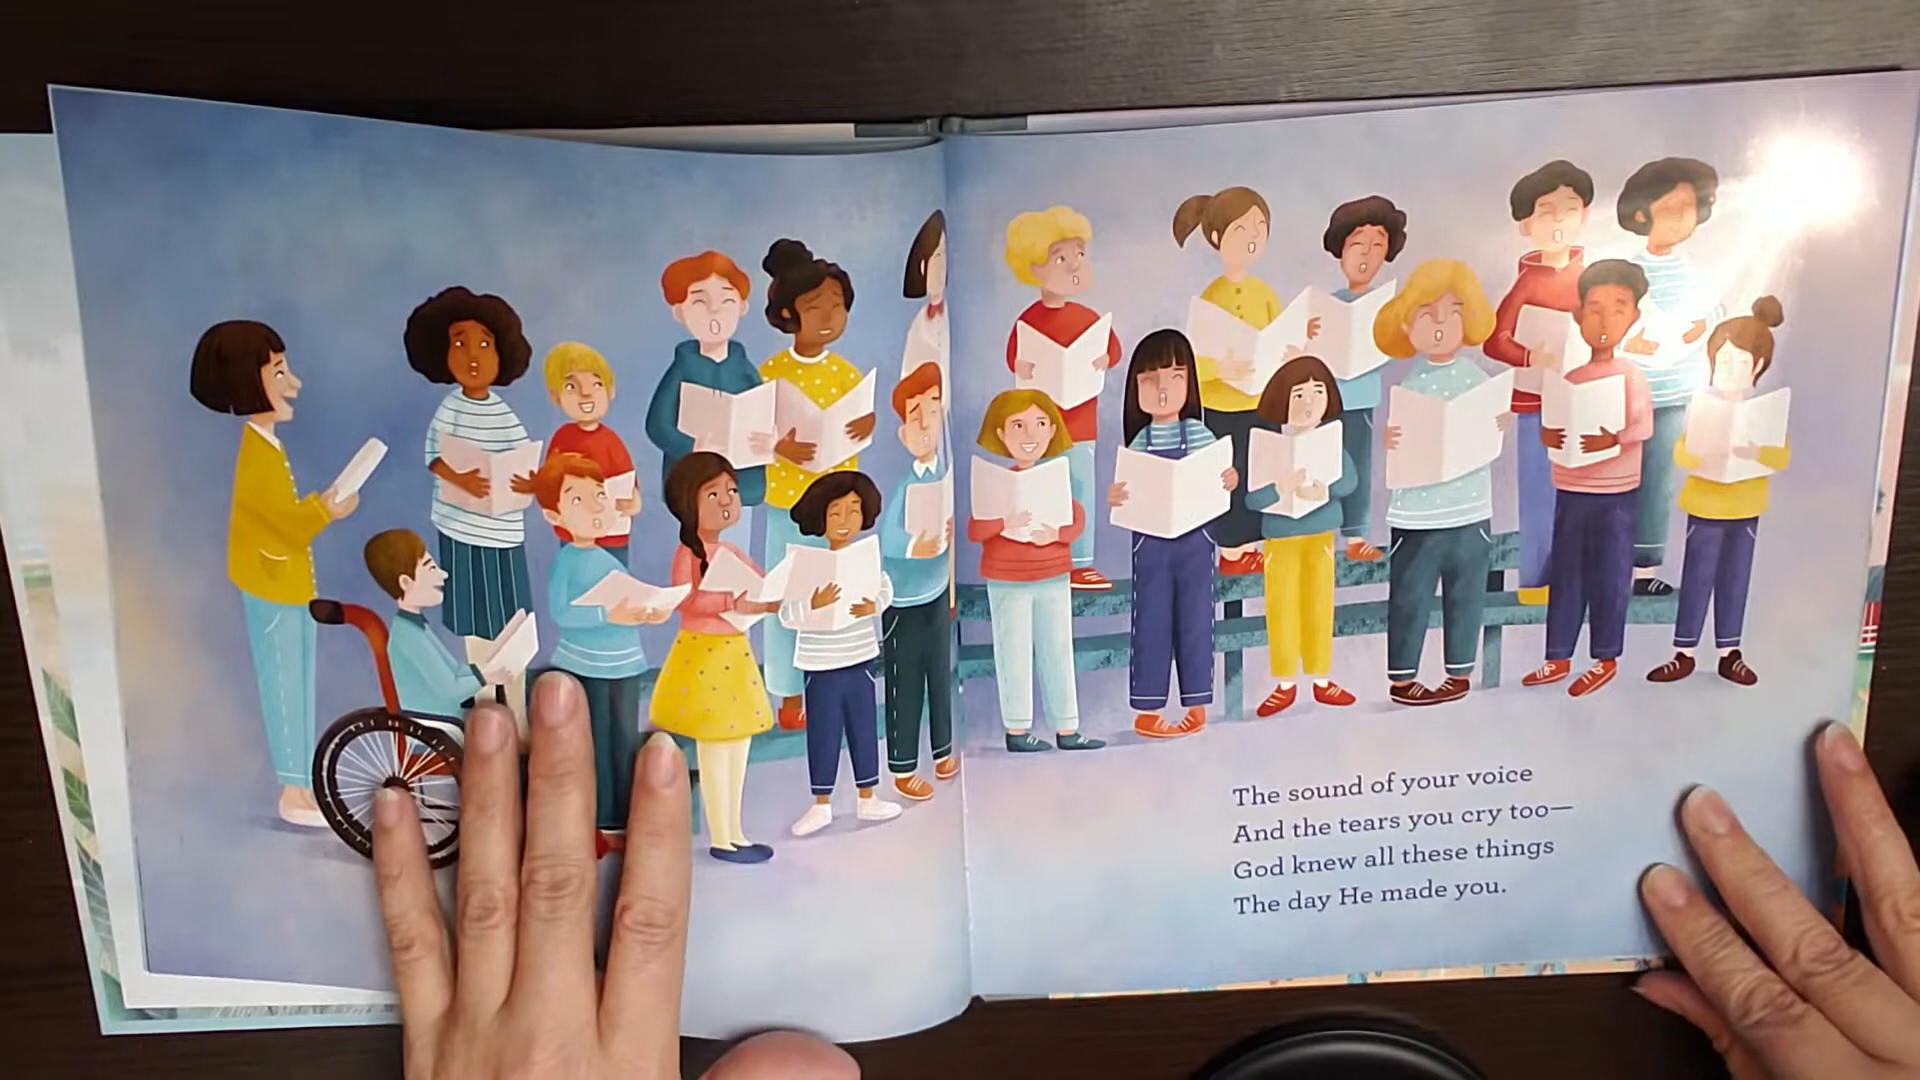 The sound of your voice
And the tears you cry too—
God knew all these things
The day He made you.